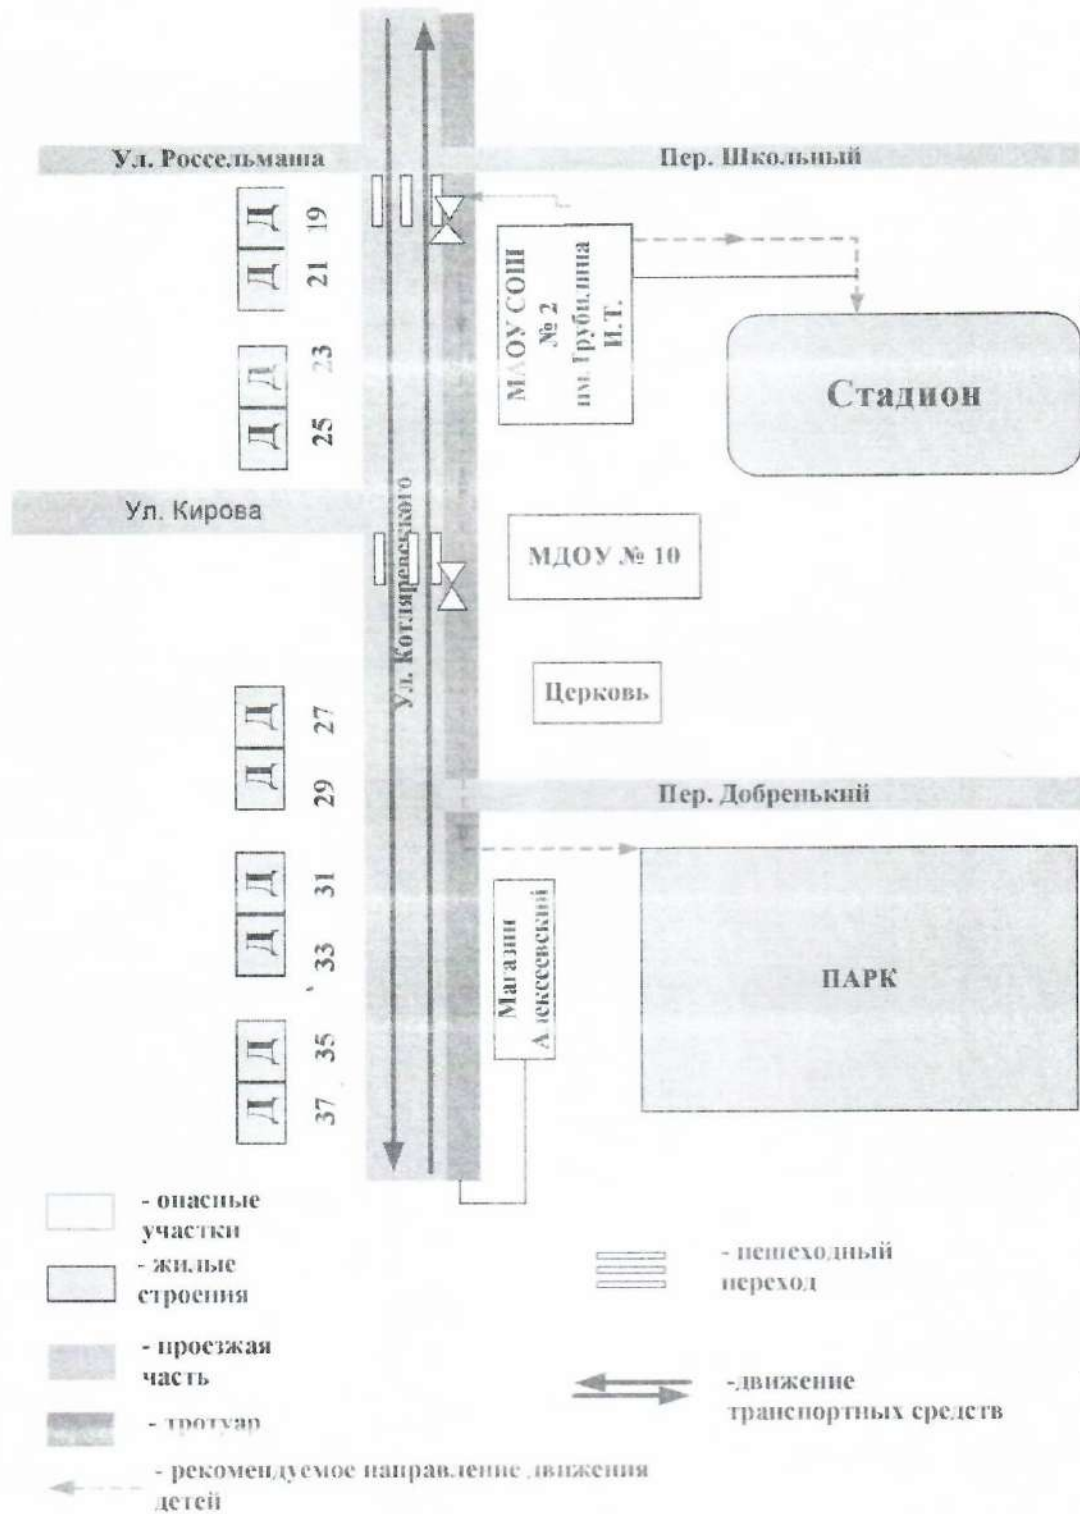 Ул. Россельмаша
Пер. Школьный
Д
19
Д
21
Д
23
Д
25
МАОУ СОШ
№ 2
им. Трубилина
И.Т.
Стадион
Ул. Кирова
Ул. Котляревского
МДОУ № 10
Церковь
Д
27
Д
29
Пер. Добренький
Д
31
Д
33
Магазин
Алексеевский
ПАРК
Д
35
Д
37
- опасные
участки
- жилые
строения
- проезжая
часть
- тротуар
- рекомендуемое направление движения
детей
- пешеходный
переход
-движение
транспортных средств